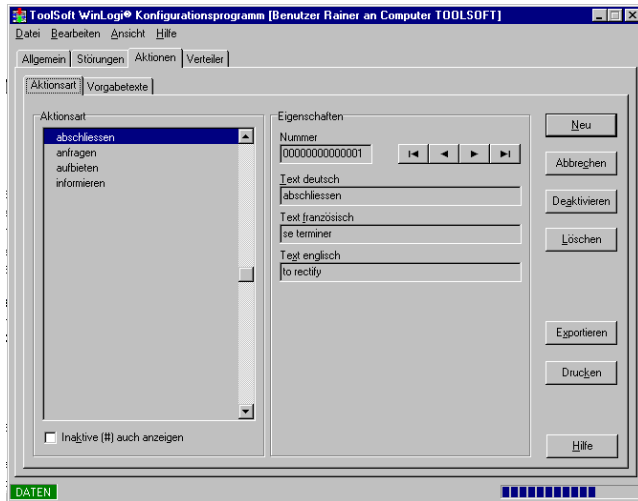 ToolSoft WinLogi® Konfigurationsprogramm [Benutzer Rainer an Computer TOOLSOFT]
Datei Bearbeiten Ansicht Hilfe
Allgemein Störungen Aktionen Verteiler
Aktionsart Vorgabetexte
Aktionsart
abschliessen
anfragen
aufbieten
informieren
Inaktive (#) auch anzeigen
Eigenschaften
Nummer
00000000000001
Text deutsch
abschliessen
Text französisch
se terminer
Text englisch
to rectify
Neu
Abbrechen
Deaktivieren
Löschen
Exportieren
Drucken
Hilfe
DATEN